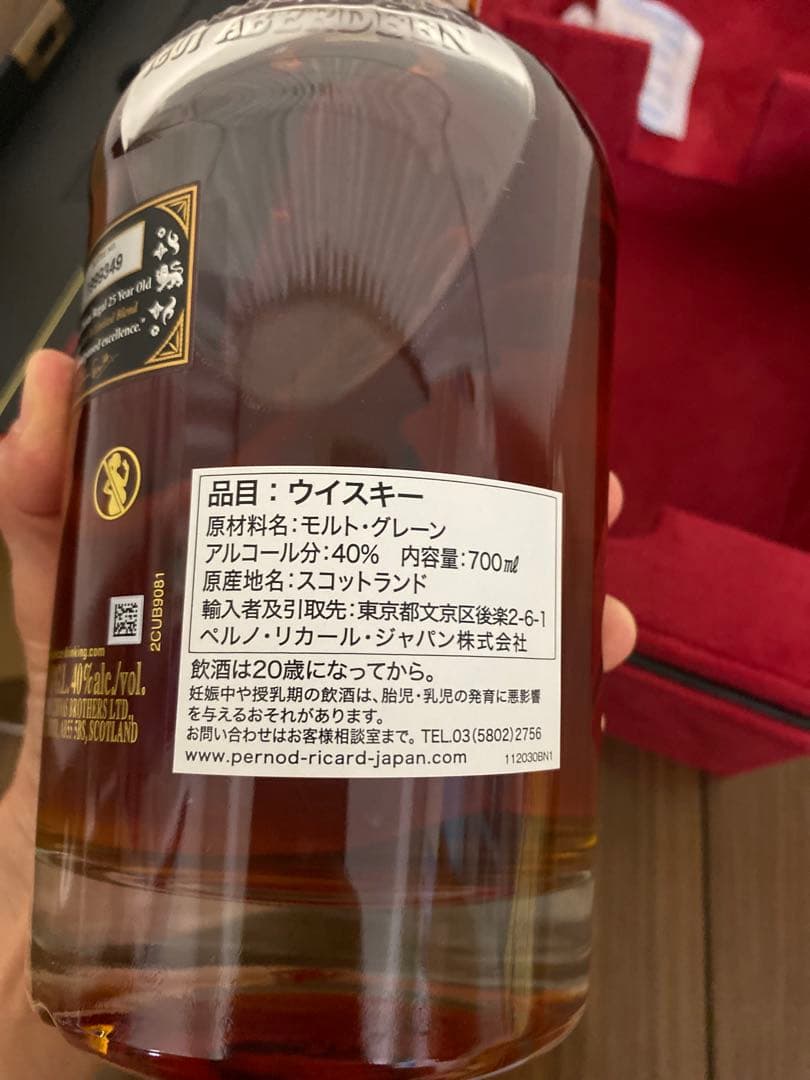 1801 ABERDEEN
Regal 25 Year Old
Blend
excellence."
品目：ウイスキー
原材料名：モルト・グレーン
アルコール分：40% 内容量：700㎖
原産地名：スコットランド
輸入者及引取先：東京都文京区後楽2-6-1
ペルノ・リカール・ジャパン株式会社
飲酒は20歳になってから。
妊娠中や授乳期の飲酒は、胎児・乳児の発育に悪影響
を与えるおそれがあります。
お問い合わせはお客様相談室まで。 TEL.03(5802)2756
www.pernod-ricard-japan.com 112030BN1
2CUB9081
40%alc./vol.
BROTHERS LTD.,
SCOTLAND